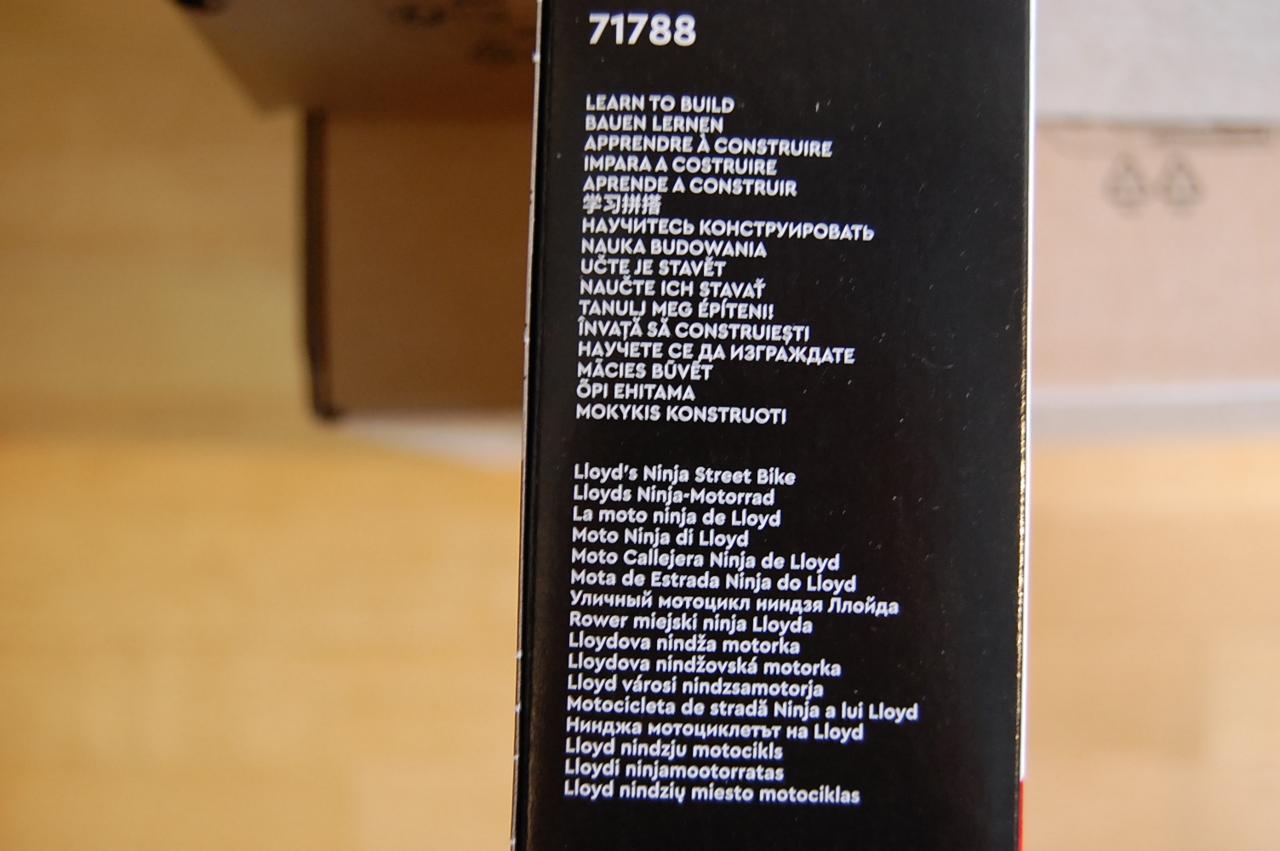 71788
LEARN TO BUILD
BAUEN LERNEN
APPRENDRE À CONSTRUIRE
IMPARA A COSTRUIRE
APRENDE A CONSTRUIR
学习拼搭
НАУЧИТЕСЬ КОНСТРУИРОВАТЬ
NAUKA BUDOWANIA
UČTE JE STAVĚT
NAUČTE ICH STAVAŤ
TANULJ MEG ÉPÍTENI!
ÎNVAȚĂ SĂ CONSTRUIEȘTI
НАУЧЕТЕ СЕ ДА ИЗГРАЖДАТЕ
MĀCIES BŪVĒT
ÕPI EHITAMA
MOKYKIS KONSTRUOTI
Lloyd's Ninja Street Bike
Lloyds Ninja-Motorrad
La moto ninja de Lloyd
Moto Ninja di Lloyd
Moto Callejera Ninja de Lloyd
Mota de Estrada Ninja do Lloyd
Уличный мотоцикл ниндзя Ллойда
Rower miejski ninja Lloyda
Lloydova nindža motorka
Lloydova nindžovská motorka
Lloyd városi nindzsamotorja
Motocicleta de stradă Ninja a lui Lloyd
Нинджа мотоциклетът на Lloyd
Lloyd nindzju motocikls
Lloydi ninjamootorratas
Lloyd nindzių miesto motociklas